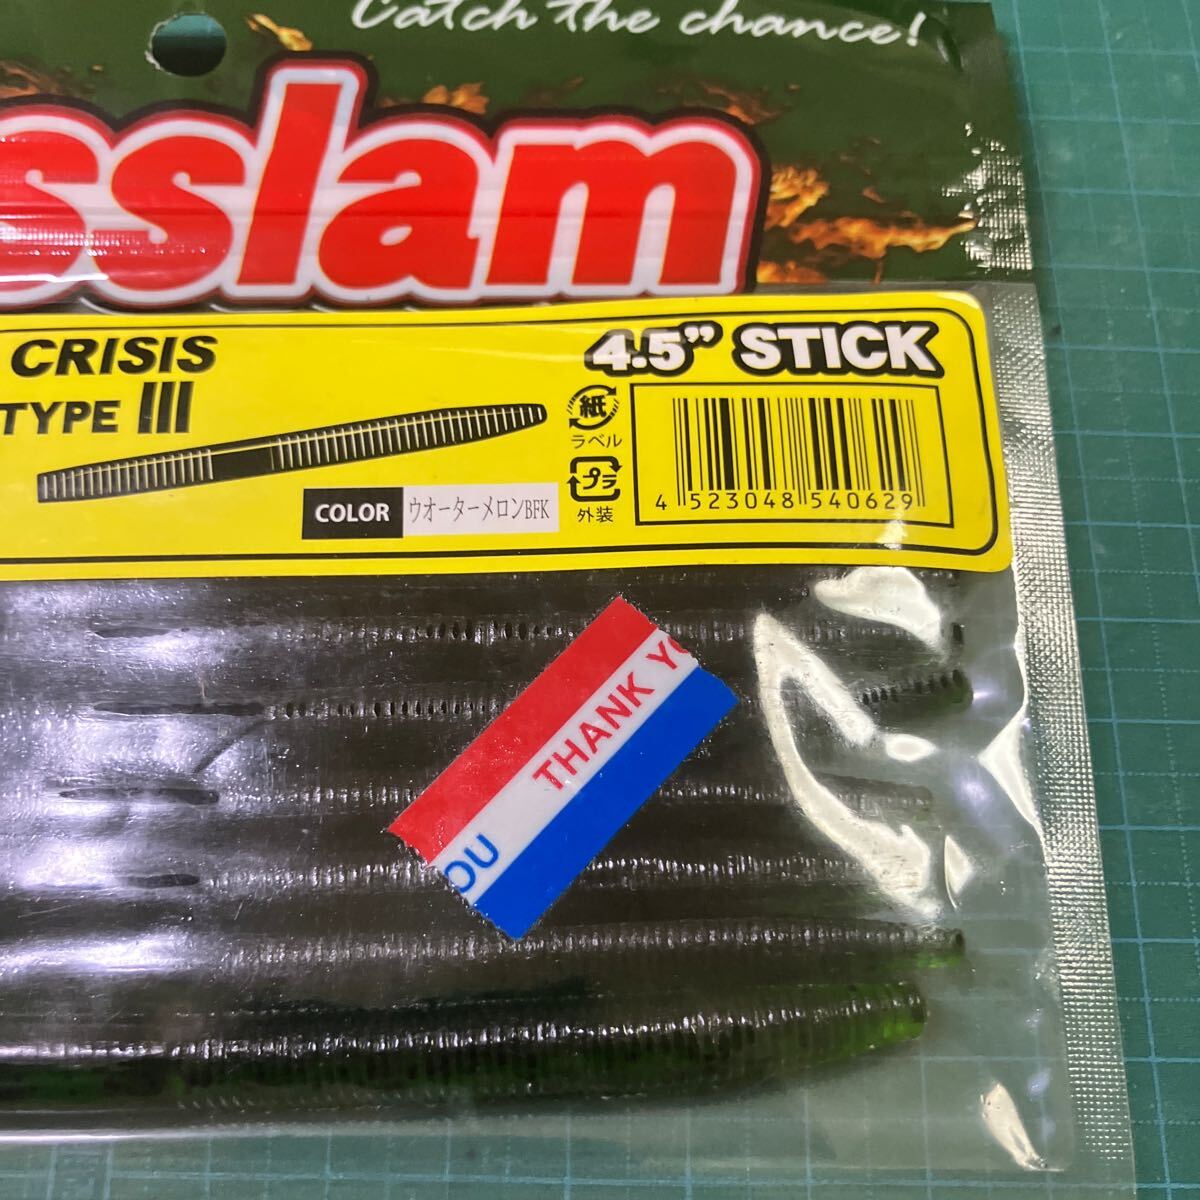 Catch the chance!
sslam
CRISIS
TYPE III
4.5” STICK
紙
ラベル
プラ
外装
COLOR ウオーターメロンBFK
4 523048 540629
THANK YO
OU